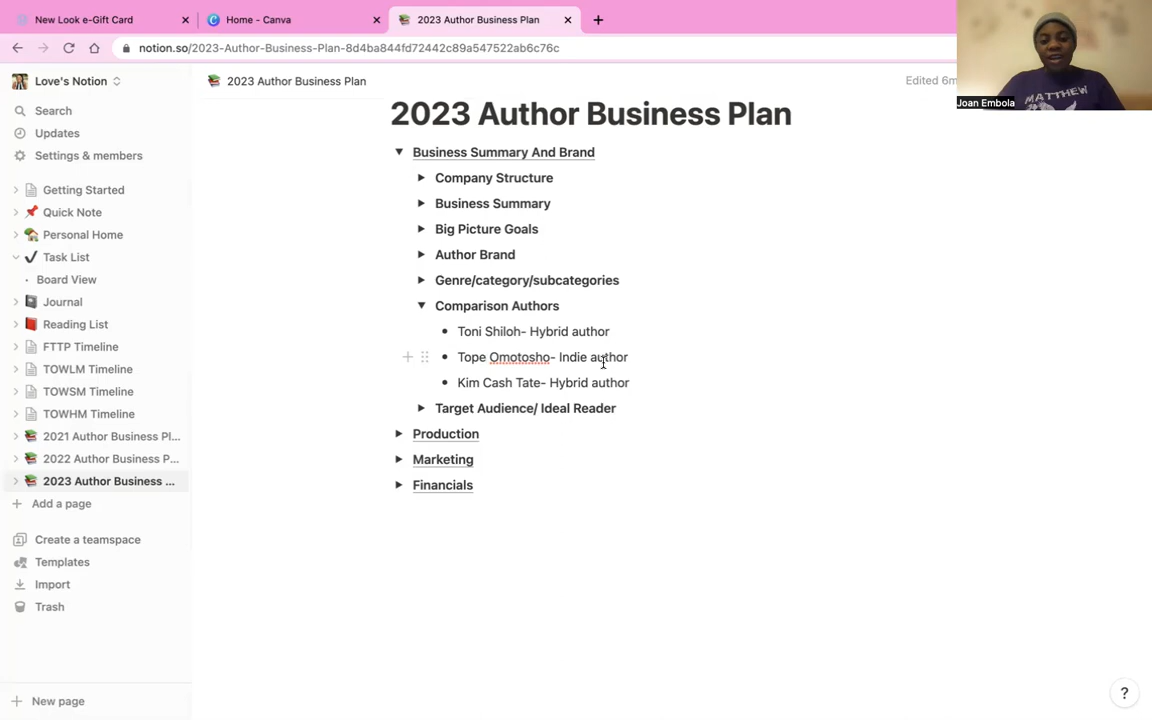 New Look e-Gift Card
Home - Canva
2023 Author Business Plan
notion.so/2023-Author-Business-Plan-8d4ba844fd72442c89a547522ab6c76c
Joan Embola
MATTHEW
Love's Notion
Search
Updates
Settings & members
Getting Started
Quick Note
Personal Home
Task List
Board View
Journal
Reading List
FTTP Timeline
TOWLM Timeline
TOWSM Timeline
TOWHM Timeline
2021 Author Business Pl...
2022 Author Business P...
2023 Author Business ...
Add a page
Create a teamspace
Templates
Import
Trash
New page
2023 Author Business Plan
Edited 6m
2023 Author Business Plan
Business Summary And Brand
Company Structure
Business Summary
Big Picture Goals
Author Brand
Genre/category/subcategories
Comparison Authors
Toni Shiloh- Hybrid author
Tope Omotosho- Indie author
Kim Cash Tate- Hybrid author
Target Audience/ Ideal Reader
Production
Marketing
Financials
?